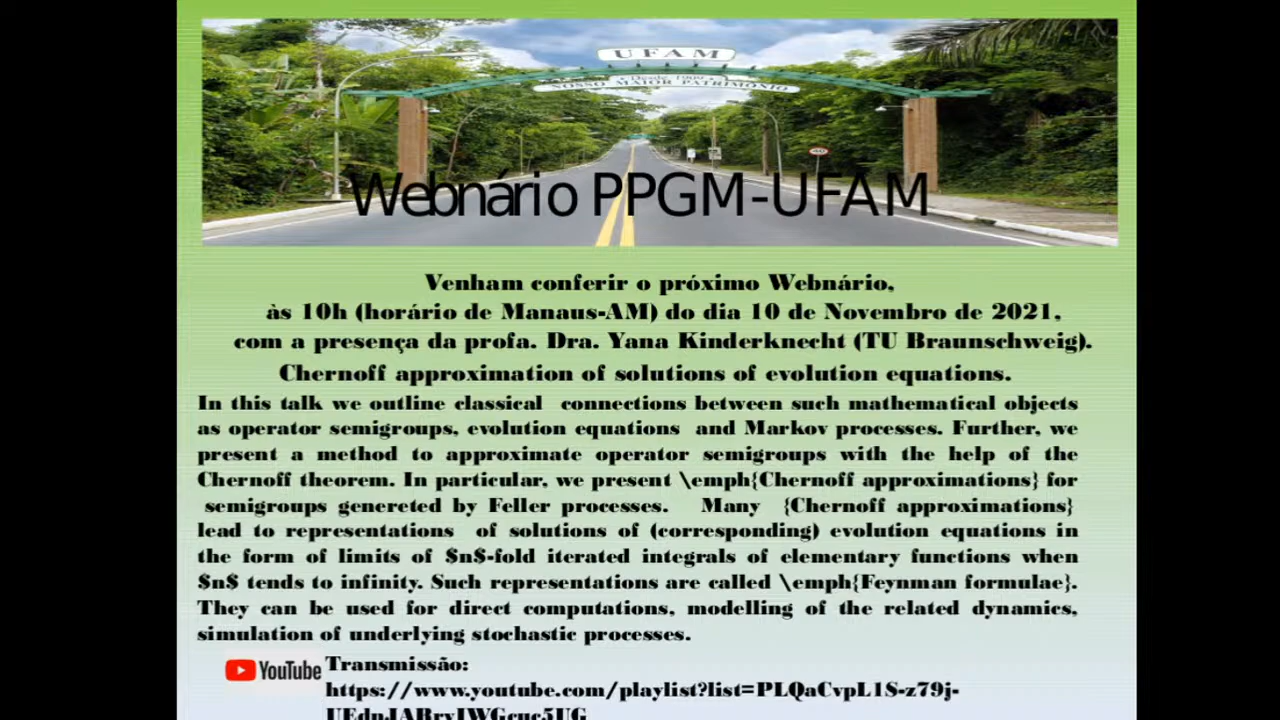 UFAM
Desde 1909
NOSSO MAIOR PATRIMÔNIO
Webnário PPGM-UFAM
Venham conferir o próximo Webnário,
às 10h (horário de Manaus-AM) do dia 10 de Novembro de 2021,
com a presença da profa. Dra. Yana Kinderknecht (TU Braunschweig).
Chernoff approximation of solutions of evolution equations.
In this talk we outline classical connections between such mathematical objects
as operator semigroups, evolution equations and Markov processes. Further, we
present a method to approximate operator semigroups with the help of the
Chernoff theorem. In particular, we present \emph{Chernoff approximations} for
semigroups genereted by Feller processes. Many {Chernoff approximations}
lead to representations of solutions of (corresponding) evolution equations in
the form of limits of $n$-fold iterated integrals of elementary functions when
$n$ tends to infinity. Such representations are called \emph{Feynman formulae}.
They can be used for direct computations, modelling of the related dynamics,
simulation of underlying stochastic processes.
YouTube Transmissão:
https://www.youtube.com/playlist?list=PLQaCvpL1S-z79j-